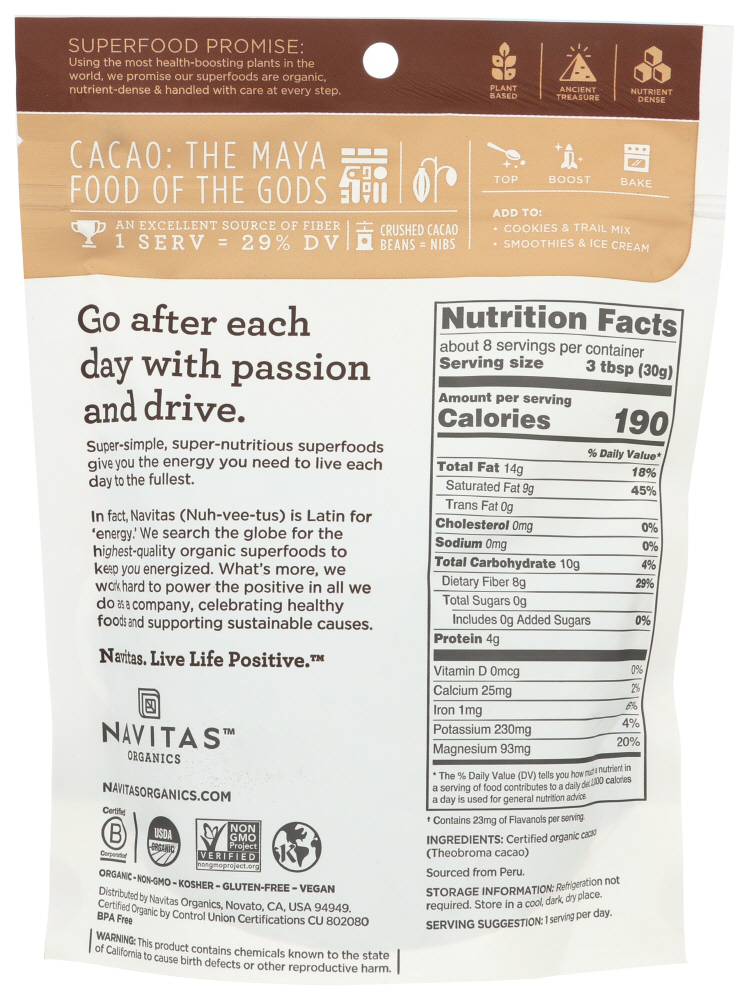 SUPERFOOD PROMISE:
Using the most health-boosting plants in the
world, we promise our superfoods are organic,
nutrient-dense & handled with care at every step.
PLANT
BASED
ANCIENT
TREASURE
NUTRIENT
DENSE
CACAO: THE MAYA
FOOD OF THE GODS
AN EXCELLENT SOURCE OF FIBER
1 SERV = 29% DV
CRUSHED CACAO
BEANS = NIBS
TOP
BOOST
BAKE
ADD TO:
• COOKIES & TRAIL MIX
• SMOOTHIES & ICE CREAM
Go after each
day with passion
and drive.
Super-simple, super-nutritious superfoods
give you the energy you need to live each
day to the fullest.
In fact, Navitas (Nuh-vee-tus) is Latin for
‘energy.’ We search the globe for the
highest-quality organic superfoods to
keep you energized. What's more, we
work hard to power the positive in all we
do as a company, celebrating healthy
foods and supporting sustainable causes.
Navitas. Live Life Positive.™
NAVITAS™
ORGANICS
NAVITASORGANICS.COM
Certified
B
Corporation
USDA
ORGANIC
NON
GMO
Project
VERIFIED
nongmoproject.org
K
ORGANIC - NON-GMO - KOSHER - GLUTEN-FREE - VEGAN
Distributed by Navitas Organics, Novato, CA, USA 94949.
Certified Organic by Control Union Certifications CU 802080
BPA Free
WARNING: This product contains chemicals known to the state
of California to cause birth defects or other reproductive harm.
Nutrition Facts
about 8 servings per container
Serving size 3 tbsp (30g)
Amount per serving
Calories 190
% Daily Value*
Total Fat 14g 18%
Saturated Fat 9g 45%
Trans Fat 0g
Cholesterol 0mg 0%
Sodium 0mg 0%
Total Carbohydrate 10g 4%
Dietary Fiber 8g 29%
Total Sugars 0g
Includes 0g Added Sugars 0%
Protein 4g
Vitamin D 0mcg 0%
Calcium 25mg 2%
Iron 1mg 6%
Potassium 230mg 4%
Magnesium 93mg 20%
* The % Daily Value (DV) tells you how much a nutrient in
a serving of food contributes to a daily diet. 2,000 calories
a day is used for general nutrition advice.
† Contains 23mg of Flavanols per serving.
INGREDIENTS: Certified organic cacao
(Theobroma cacao)
Sourced from Peru.
STORAGE INFORMATION: Refrigeration not
required. Store in a cool, dark, dry place.
SERVING SUGGESTION: 1 serving per day.